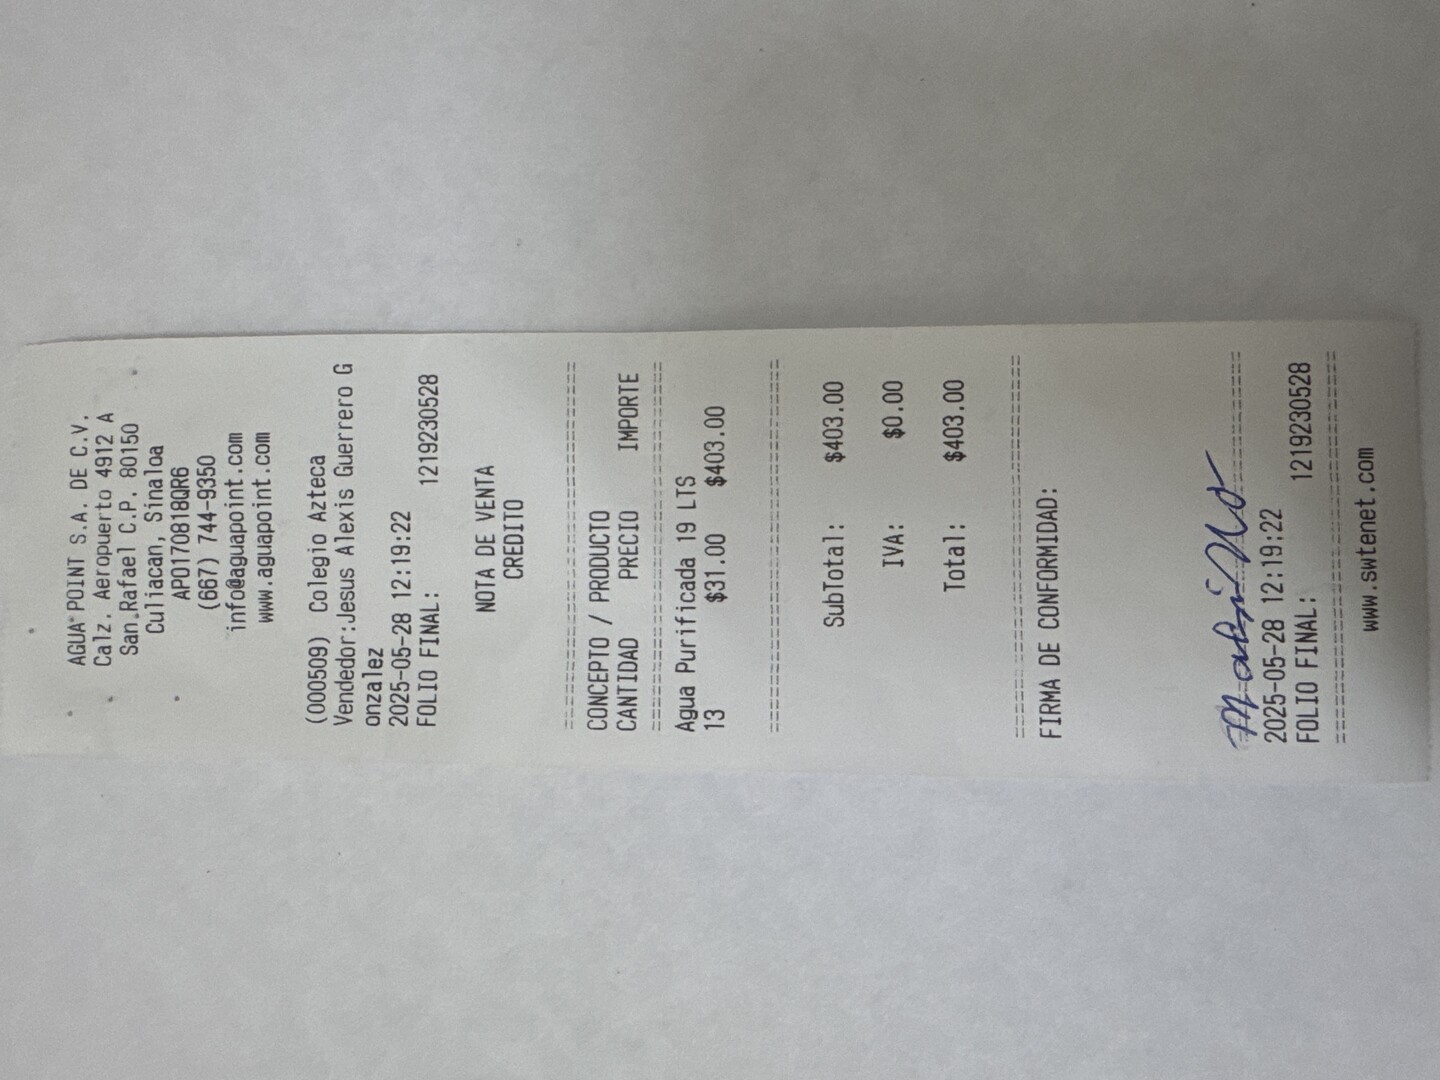 AGUA POINT S.A. DE C.V.
Calz. Aeropuerto 4912 A
San Rafael C.P. 80150
Culiacan, Sinaloa
APO170818QR6
(667) 744-9350
info@aguapoint.com
www.aguapoint.com
(000509) Colegio Azteca
Vendedor:Jesus Alexis Guerrero G
onzalez
2025-05-28 12:19:22
FOLIO FINAL: 1219230528
NOTA DE VENTA
CREDITO
================================
CONCEPTO / PRODUCTO
CANTIDAD PRECIO IMPORTE
================================
Agua Purificada 19 LTS
13 $31.00 $403.00
================================
SubTotal: $403.00
IVA: $0.00
Total: $403.00
================================
FIRMA DE CONFORMIDAD:
================================
2025-05-28 12:19:22
FOLIO FINAL: 1219230528
================================
www.swtenet.com